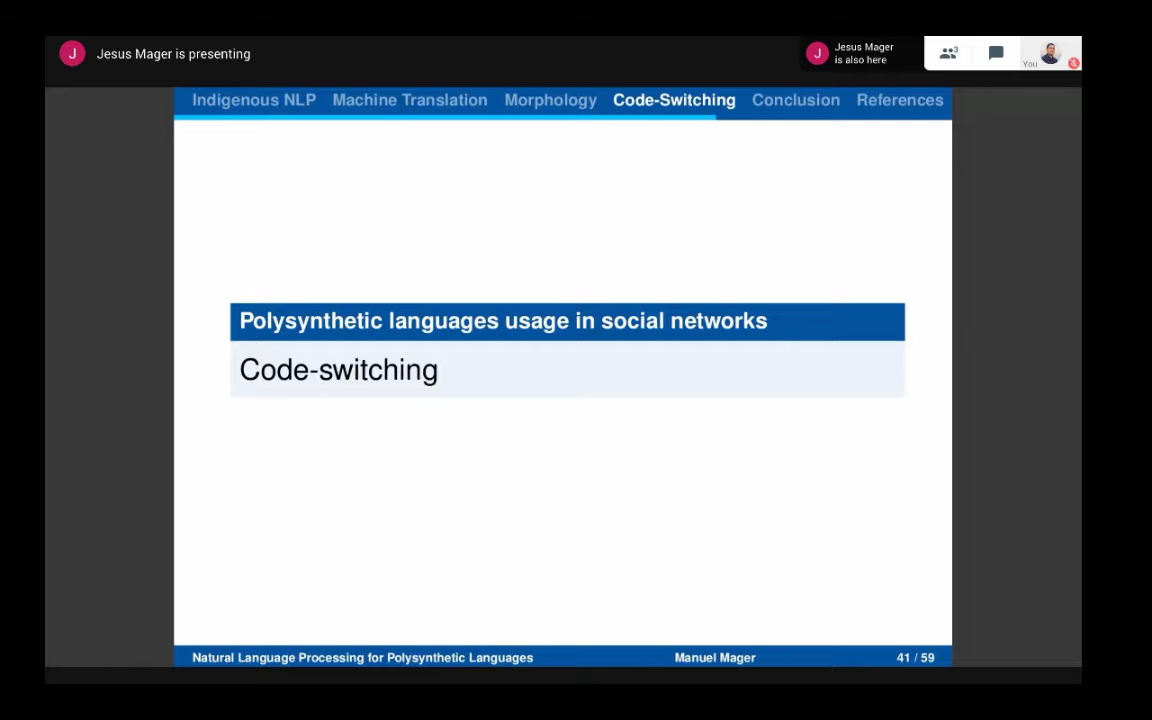 J Jesus Mager is presenting
J Jesus Mager is also here
3
You
Indigenous NLP Machine Translation Morphology Code-Switching Conclusion References
Polysynthetic languages usage in social networks
Code-switching
Natural Language Processing for Polysynthetic Languages Manuel Mager 41 / 59